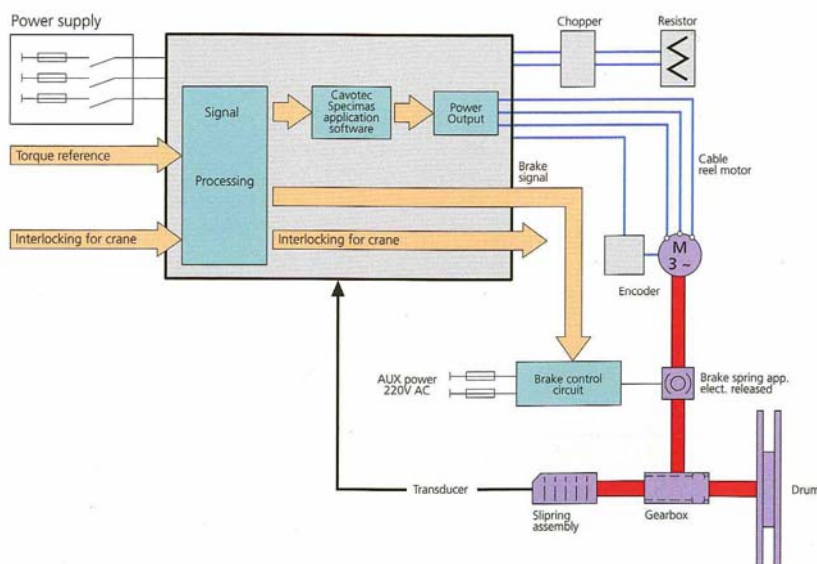 Power supply
Chopper
Resistor
Signal
Processing
Cavotec
Specimas
application
software
Power
Output
Torque reference
Brake
signal
Cable
reel motor
Interlocking for crane
Interlocking for crane
M
3 ~
Encoder
AUX power
220V AC
Brake control
circuit
Brake spring app.
elect. released
Transducer
Slipring
assembly
Gearbox
Drum